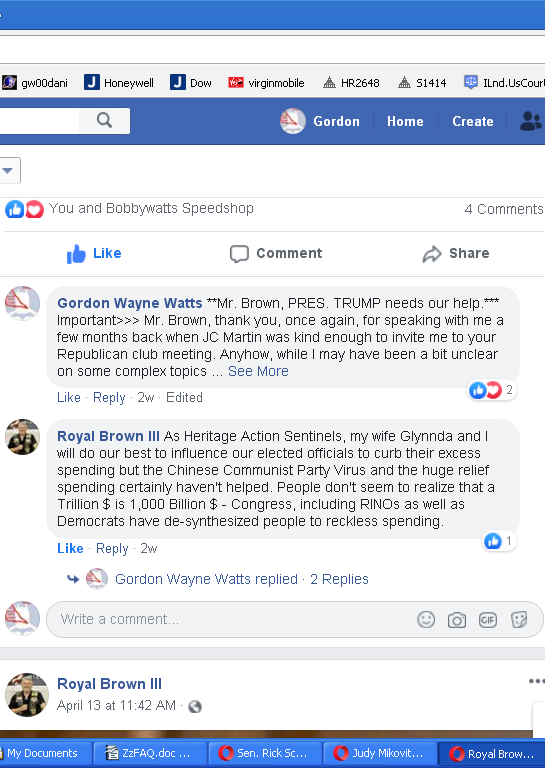 gw00dani Honeywell Dow virginmobile HR2648 S1414 ILnd.UsCour
Gordon Home Create
You and Bobbywatts Speedshop 4 Comments
Like Comment Share
Gordon Wayne Watts **Mr. Brown, PRES. TRUMP needs our help.***
Important>>> Mr. Brown, thank you, once again, for speaking with me a
few months back when JC Martin was kind enough to invite me to your
Republican club meeting. Anyhow, while I may have been a bit unclear
on some complex topics ... See More
2
Like · Reply · 2w · Edited
Royal Brown III As Heritage Action Sentinels, my wife Glynnda and I
will do our best to influence our elected officials to curb their excess
spending but the Chinese Communist Party Virus and the huge relief
spending certainly haven't helped. People don't seem to realize that a
Trillion $ is 1,000 Billion $ - Congress, including RINOs as well as
Democrats have de-synthesized people to reckless spending.
1
Like · Reply · 2w
Gordon Wayne Watts replied · 2 Replies
Write a comment...
GIF
Royal Brown III
April 13 at 11:42 AM ·
My Documents ZzFAQ.doc ... Sen. Rick Sc... Judy Mikovit... Royal Brow...